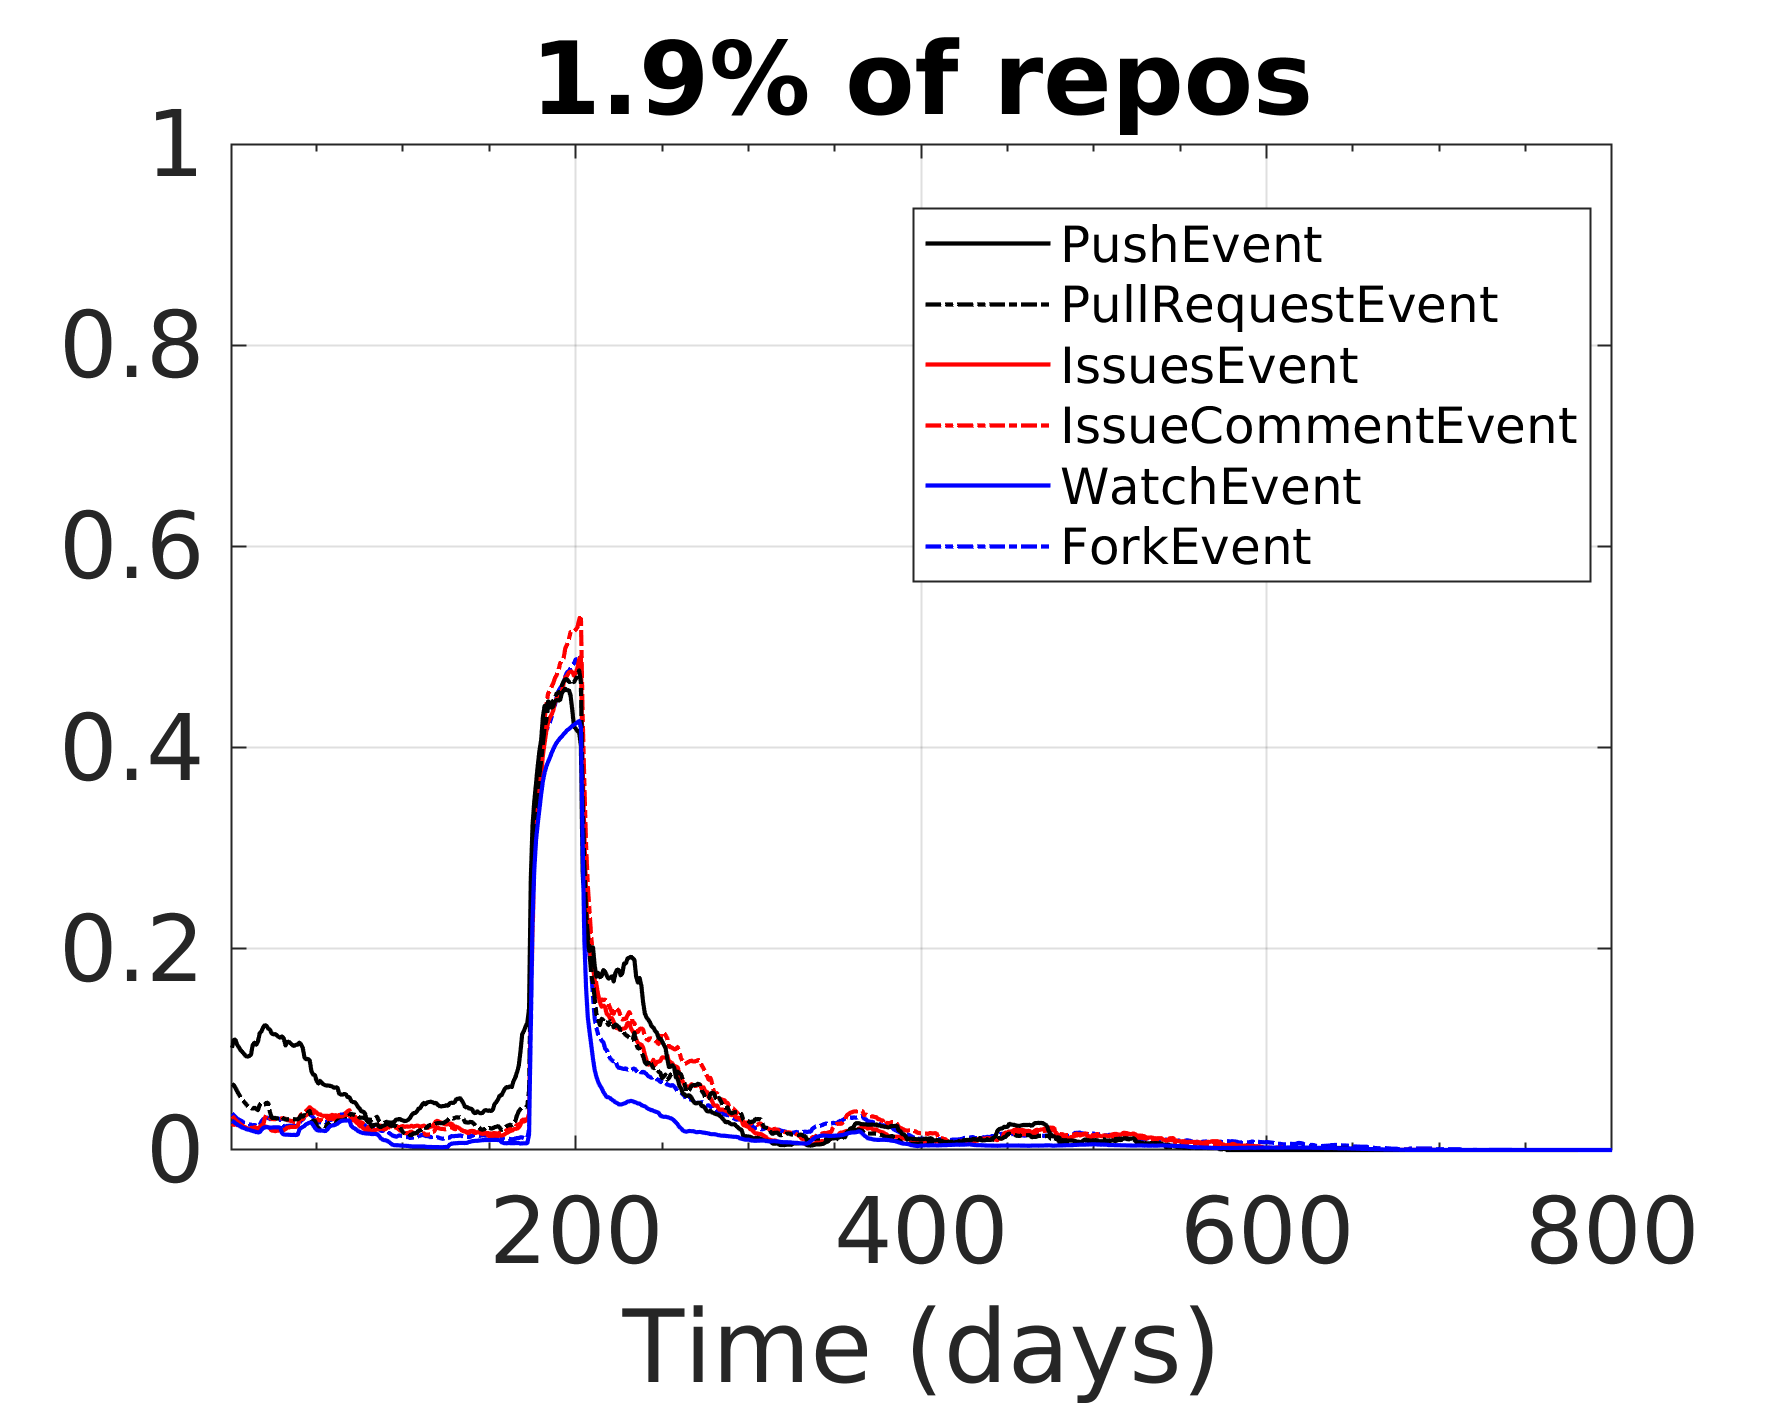 1.9% of repos
1
0.8
0.6
0.4
0.2
0
PushEvent
PullRequestEvent
IssuesEvent
IssueCommentEvent
WatchEvent
ForkEvent
200 400 600 800
Time (days)